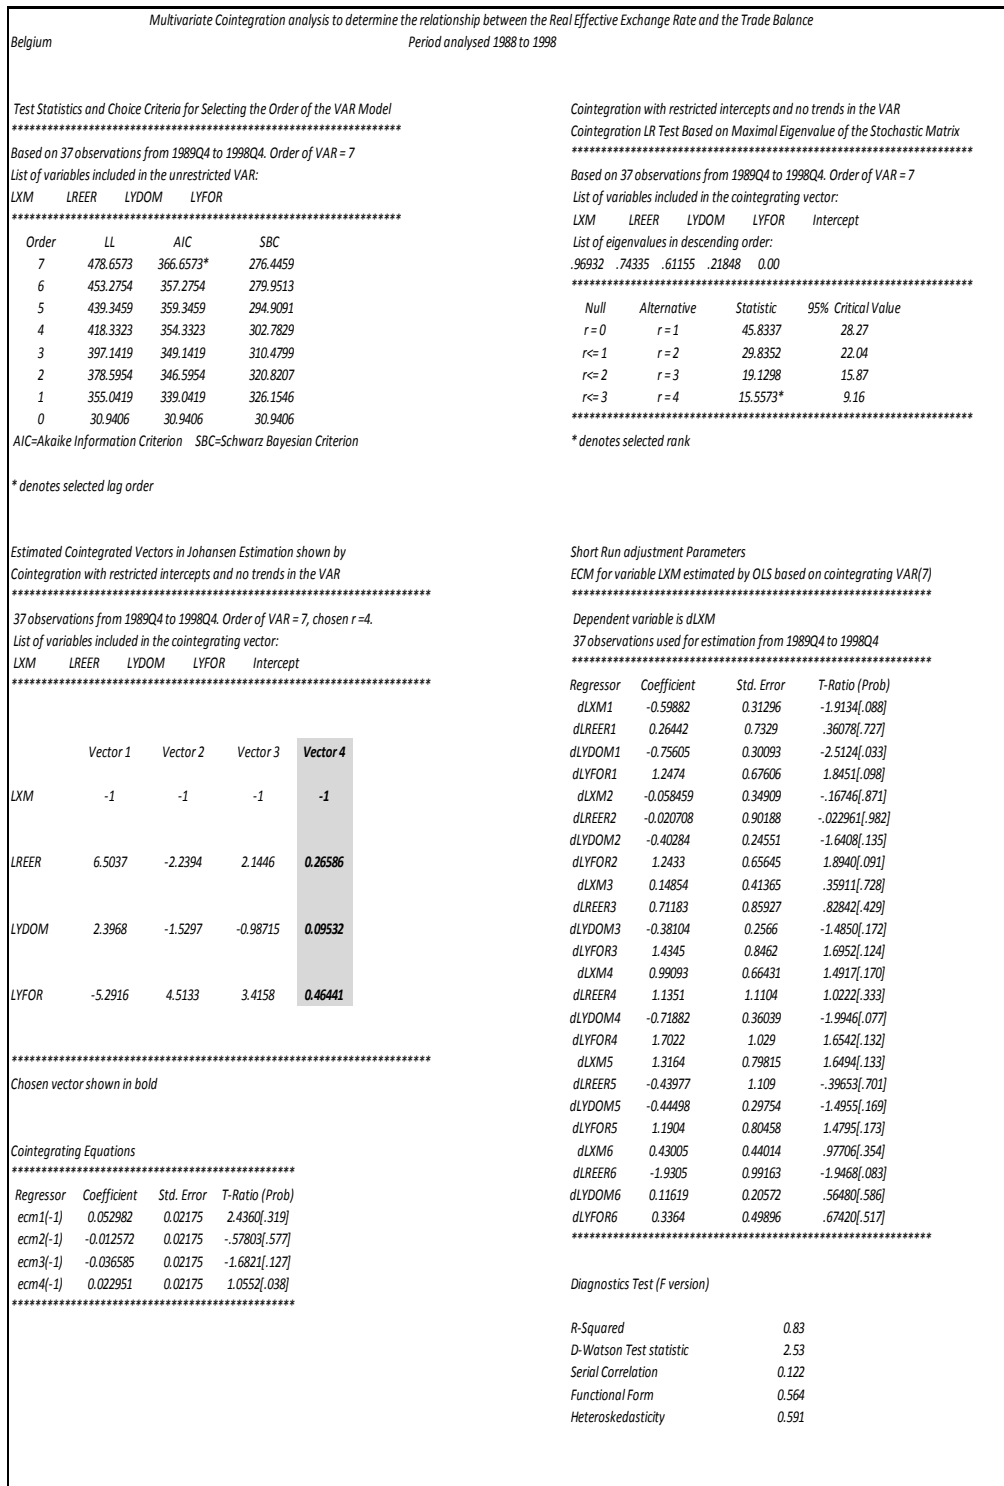 Multivariate Cointegration analysis to determine the relationship between the Real Effective Exchange Rate and the Trade Balance
Belgium Period analysed 1988 to 1998
Test Statistics and Choice Criteria for Selecting the Order of the VAR Model
*****************************************************************
Based on 37 observations from 1989Q4 to 1998Q4. Order of VAR = 7
List of variables included in the unrestricted VAR:
LXM LREER LYDOM LYFOR
*****************************************************************
Order LL AIC SBC
7 478.6573 366.6573* 276.4459
6 453.2754 357.2754 279.9513
5 439.3459 359.3459 294.9091
4 418.3323 354.3323 302.7829
3 397.1419 349.1419 310.4799
2 378.5954 346.5954 320.8207
1 355.0419 339.0419 326.1546
0 30.9406 30.9406 30.9406
AIC=Akaike Information Criterion SBC=Schwarz Bayesian Criterion
* denotes selected lag order
Cointegration with restricted intercepts and no trends in the VAR
Cointegration LR Test Based on Maximal Eigenvalue of the Stochastic Matrix
*******************************************************************
Based on 37 observations from 1989Q4 to 1998Q4. Order of VAR = 7
List of variables included in the cointegrating vector:
LXM LREER LYDOM LYFOR Intercept
List of eigenvalues in descending order:
.96932 .74335 .61155 .21848 0.00
*******************************************************************
Null Alternative Statistic 95% Critical Value
r = 0 r = 1 45.8337 28.27
r<= 1 r = 2 29.8352 22.04
r<= 2 r = 3 19.1298 15.87
r<= 3 r = 4 15.5573* 9.16
*******************************************************************
* denotes selected rank
Estimated Cointegrated Vectors in Johansen Estimation shown by
Cointegration with restricted intercepts and no trends in the VAR
**********************************************************************
37 observations from 1989Q4 to 1998Q4. Order of VAR = 7, chosen r =4.
List of variables included in the cointegrating vector:
LXM LREER LYDOM LYFOR Intercept
**********************************************************************
Vector 1 Vector 2 Vector 3 Vector 4
LXM -1 -1 -1 -1
LREER 6.5037 -2.2394 2.1446 0.26586
LYDOM 2.3968 -1.5297 -0.98715 0.09532
LYFOR -5.2916 4.5133 3.4158 0.46441
**********************************************************************
Chosen vector shown in bold
Cointegrating Equations
***********************************************
Regressor Coefficient Std. Error T-Ratio (Prob)
ecm1(-1) 0.052982 0.02175 2.4360[.319]
ecm2(-1) -0.012572 0.02175 -.57803[.577]
ecm3(-1) -0.036585 0.02175 -1.6821[.127]
ecm4(-1) 0.022951 0.02175 1.0552[.038]
***********************************************
Short Run adjustment Parameters
ECM for variable LXM estimated by OLS based on cointegrating VAR(7)
************************************************************
Dependent variable is dLXM
37 observations used for estimation from 1989Q4 to 1998Q4
************************************************************
Regressor Coefficient Std. Error T-Ratio (Prob)
dLXM1 -0.59882 0.31296 -1.9134[.088]
dLREER1 0.26442 0.7329 .36078[.727]
dLYDOM1 -0.75605 0.30093 -2.5124[.033]
dLYFOR1 1.2474 0.67606 1.8451[.098]
dLXM2 -0.058459 0.34909 -.16746[.871]
dLREER2 -0.020708 0.90188 -.022961[.982]
dLYDOM2 -0.40284 0.24551 -1.6408[.135]
dLYFOR2 1.2433 0.65645 1.8940[.091]
dLXM3 0.14854 0.41365 .35911[.728]
dLREER3 0.71183 0.85927 .82842[.429]
dLYDOM3 -0.38104 0.2566 -1.4850[.172]
dLYFOR3 1.4345 0.8462 1.6952[.124]
dLXM4 0.99093 0.66431 1.4917[.170]
dLREER4 1.1351 1.1104 1.0222[.333]
dLYDOM4 -0.71882 0.36039 -1.9946[.077]
dLYFOR4 1.7022 1.029 1.6542[.132]
dLXM5 1.3164 0.79815 1.6494[.133]
dLREER5 -0.43977 1.109 -.39653[.701]
dLYDOM5 -0.44498 0.29754 -1.4955[.169]
dLYFOR5 1.1904 0.80458 1.4795[.173]
dLXM6 0.43005 0.44014 .97706[.354]
dLREER6 -1.9305 0.99163 -1.9468[.083]
dLYDOM6 0.11619 0.20572 .56480[.586]
dLYFOR6 0.3364 0.49896 .67420[.517]
************************************************************
Diagnostics Test (F version)
R-Squared 0.83
D-Watson Test statistic 2.53
Serial Correlation 0.122
Functional Form 0.564
Heteroskedasticity 0.591